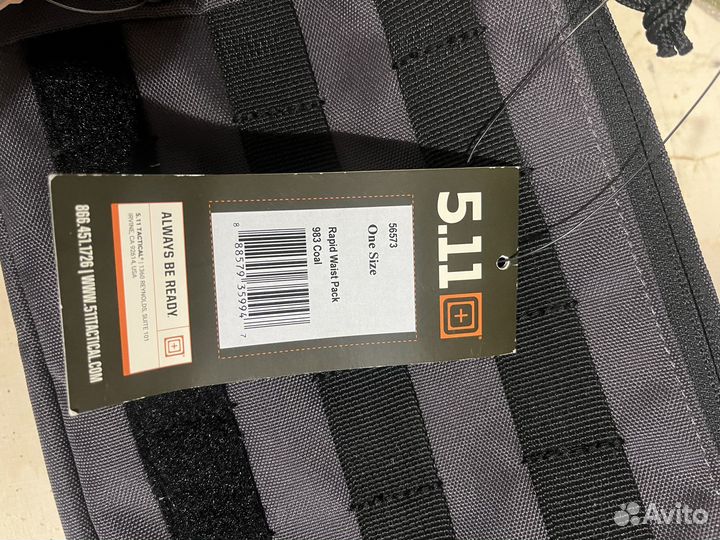 5.11
56573
One Size
Rapid Waist Pack
983 Coal
8 88579 35994 7
ALWAYS BE READY.
5.11 TACTICAL® | 1360 REYNOLDS, SUITE 101
IRVINE, CA 92614, USA
866.451.1726 | WWW.511TACTICAL.COM
Avito